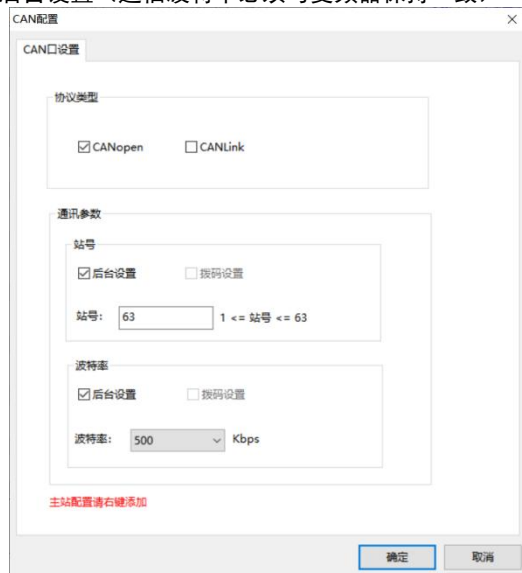 CAN配置
CAN口设置
协议类型
CANopen
CANLink
通讯参数
站号
后台设置
拨码设置
站号: 63 1 <= 站号 <= 63
波特率
后台设置
拨码设置
波特率: 500 Kbps
主站配置请右键添加
确定
取消